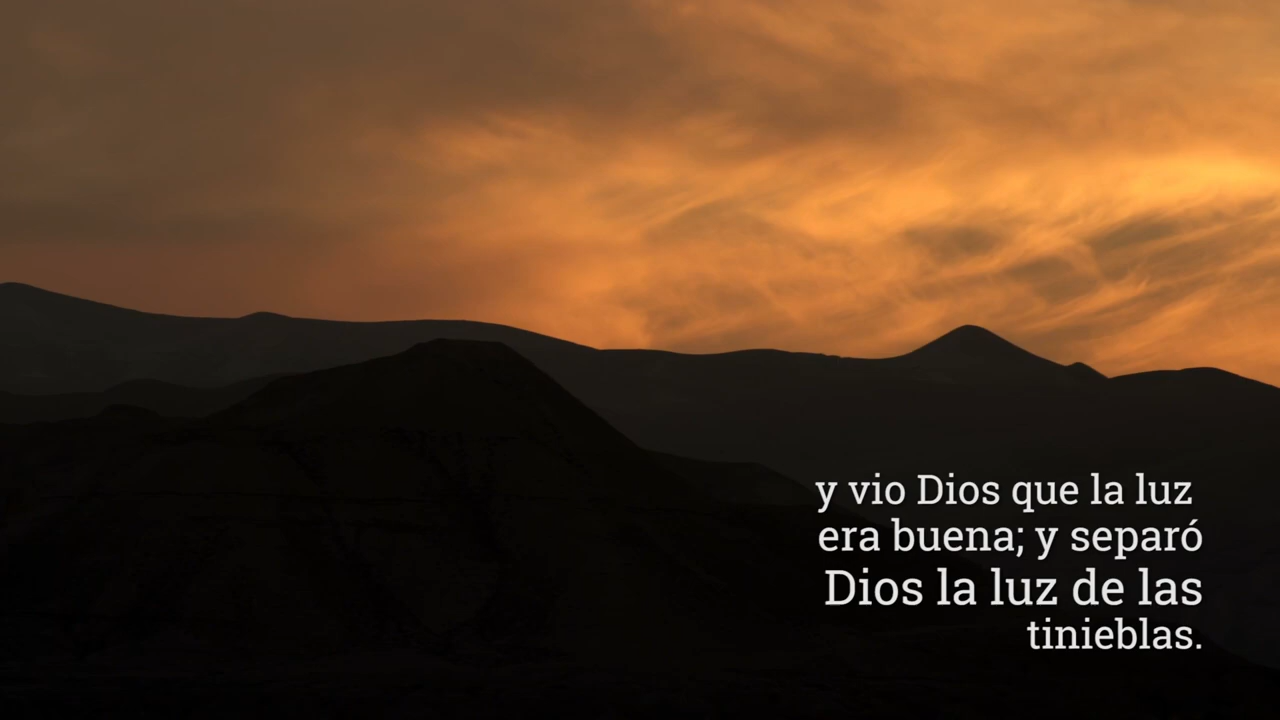 y vio Dios que la luz
era buena; y separó
Dios la luz de las
tinieblas.